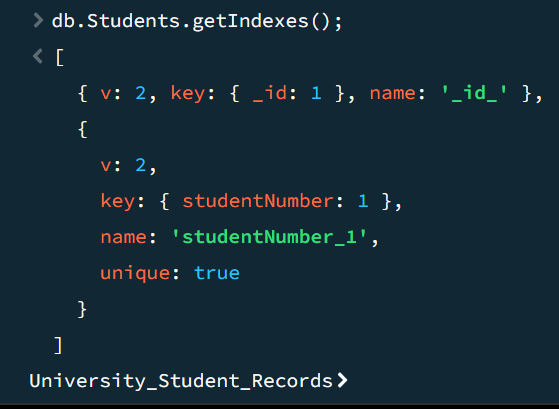 > db.Students.getIndexes();
< [
{ v: 2, key: { _id: 1 }, name: '_id_' },
{
v: 2,
key: { studentNumber: 1 },
name: 'studentNumber_1',
unique: true
}
]
University_Student_Records>